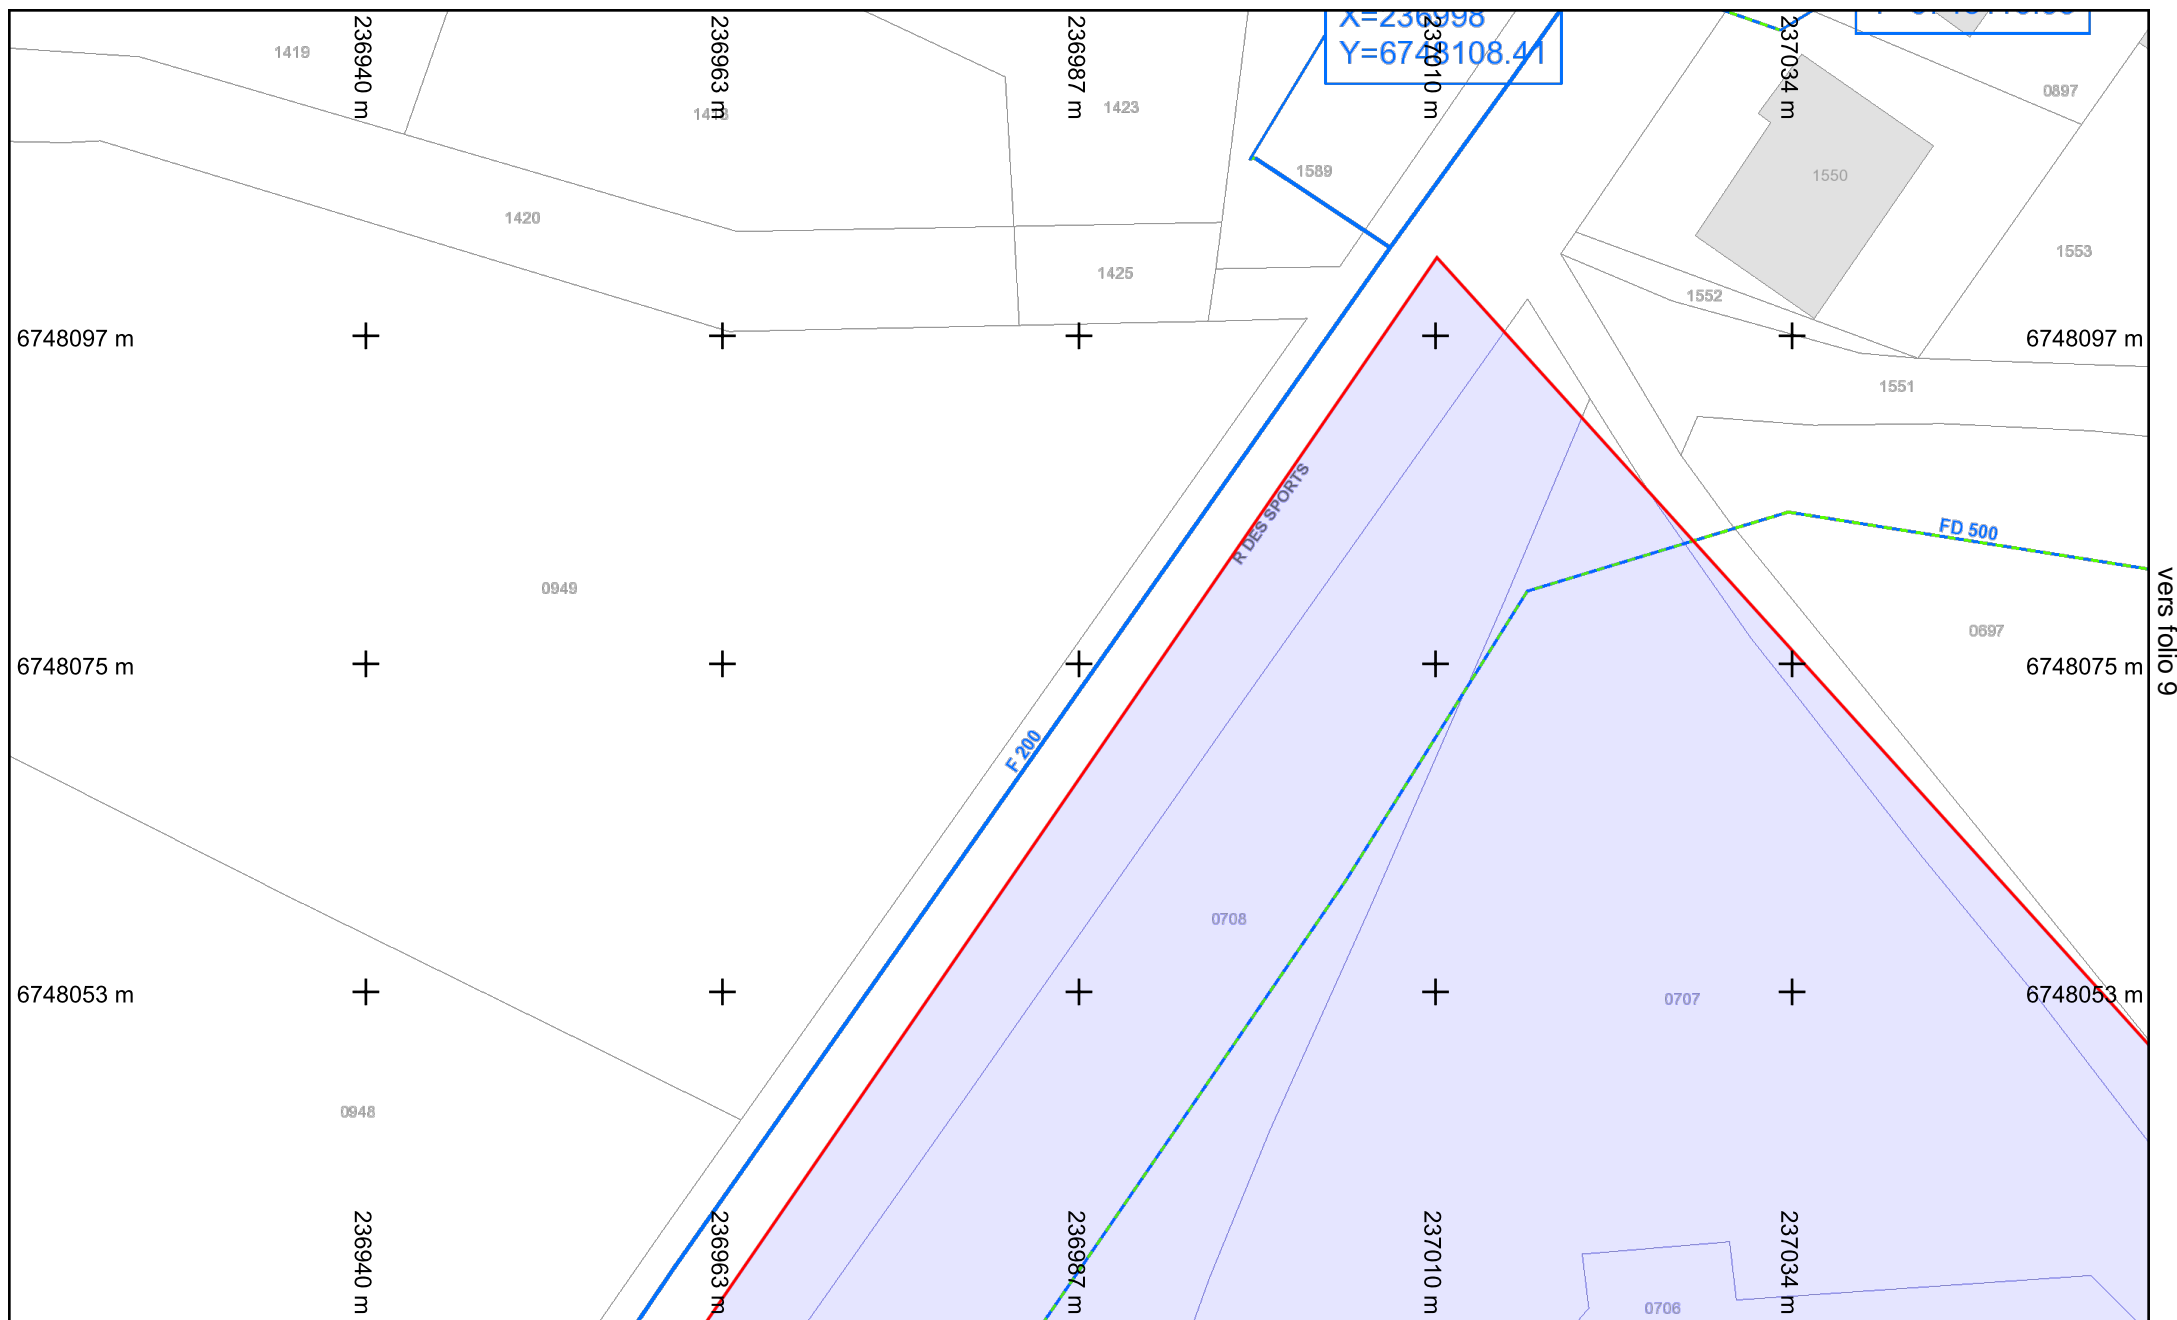 236940 m
236963 m
236987 m
237010 m
237034 m
X=236998
Y=6748108.41
1419
1423
0897
1589
1550
1420
1553
1425
1552
6748097 m
6748097 m
1551
R DES SPORTS
FD 500
0949
0697
vers folio 9
6748075 m
6748075 m
F 200
0708
6748053 m
0707
6748053 m
0948
236940 m
236963 m
236987 m
237010 m
237034 m
0706